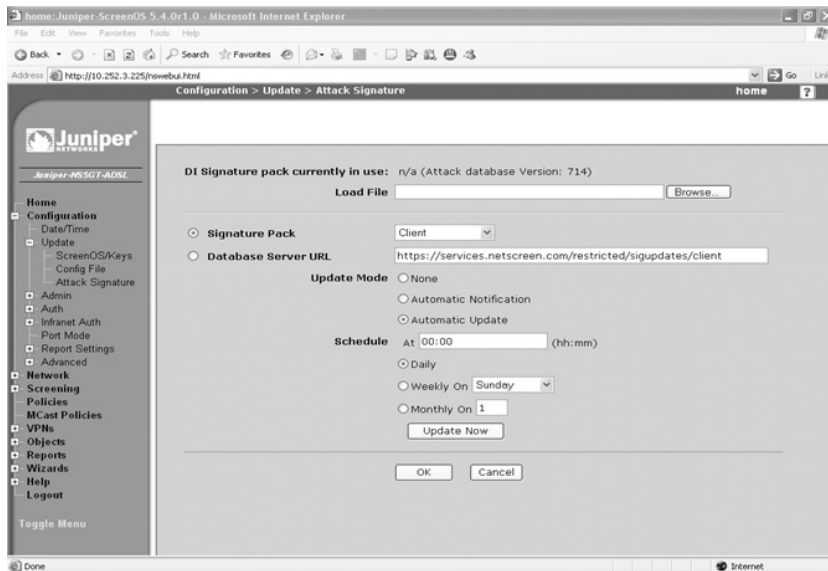 home:Juniper-ScreenOS 5.4.0r1.0 - Microsoft Internet Explorer
File Edit View Favorites Tools Help
Back Search Favorites
Address http://10.252.3.225/nswebui.html Go Link
Configuration > Update > Attack Signature home ?
Juniper
NETWORKS
Juniper-NS5GT-ADSL
Home
Configuration
Date/Time
Update
ScreenOS/Keys
Config File
Attack Signature
Admin
Auth
Infranet Auth
Port Mode
Report Settings
Advanced
Network
Screening
Policies
MCast Policies
VPNs
Objects
Reports
Wizards
Help
Logout
Toggle Menu
DI Signature pack currently in use: n/a (Attack database Version: 714)
Load File Browse...
Signature Pack Client
Database Server URL https://services.netscreen.com/restricted/sigupdates/client
Update Mode None
Automatic Notification
Automatic Update
Schedule At 00:00 (hh:mm)
Daily
Weekly On Sunday
Monthly On 1
Update Now
OK Cancel
Done Internet